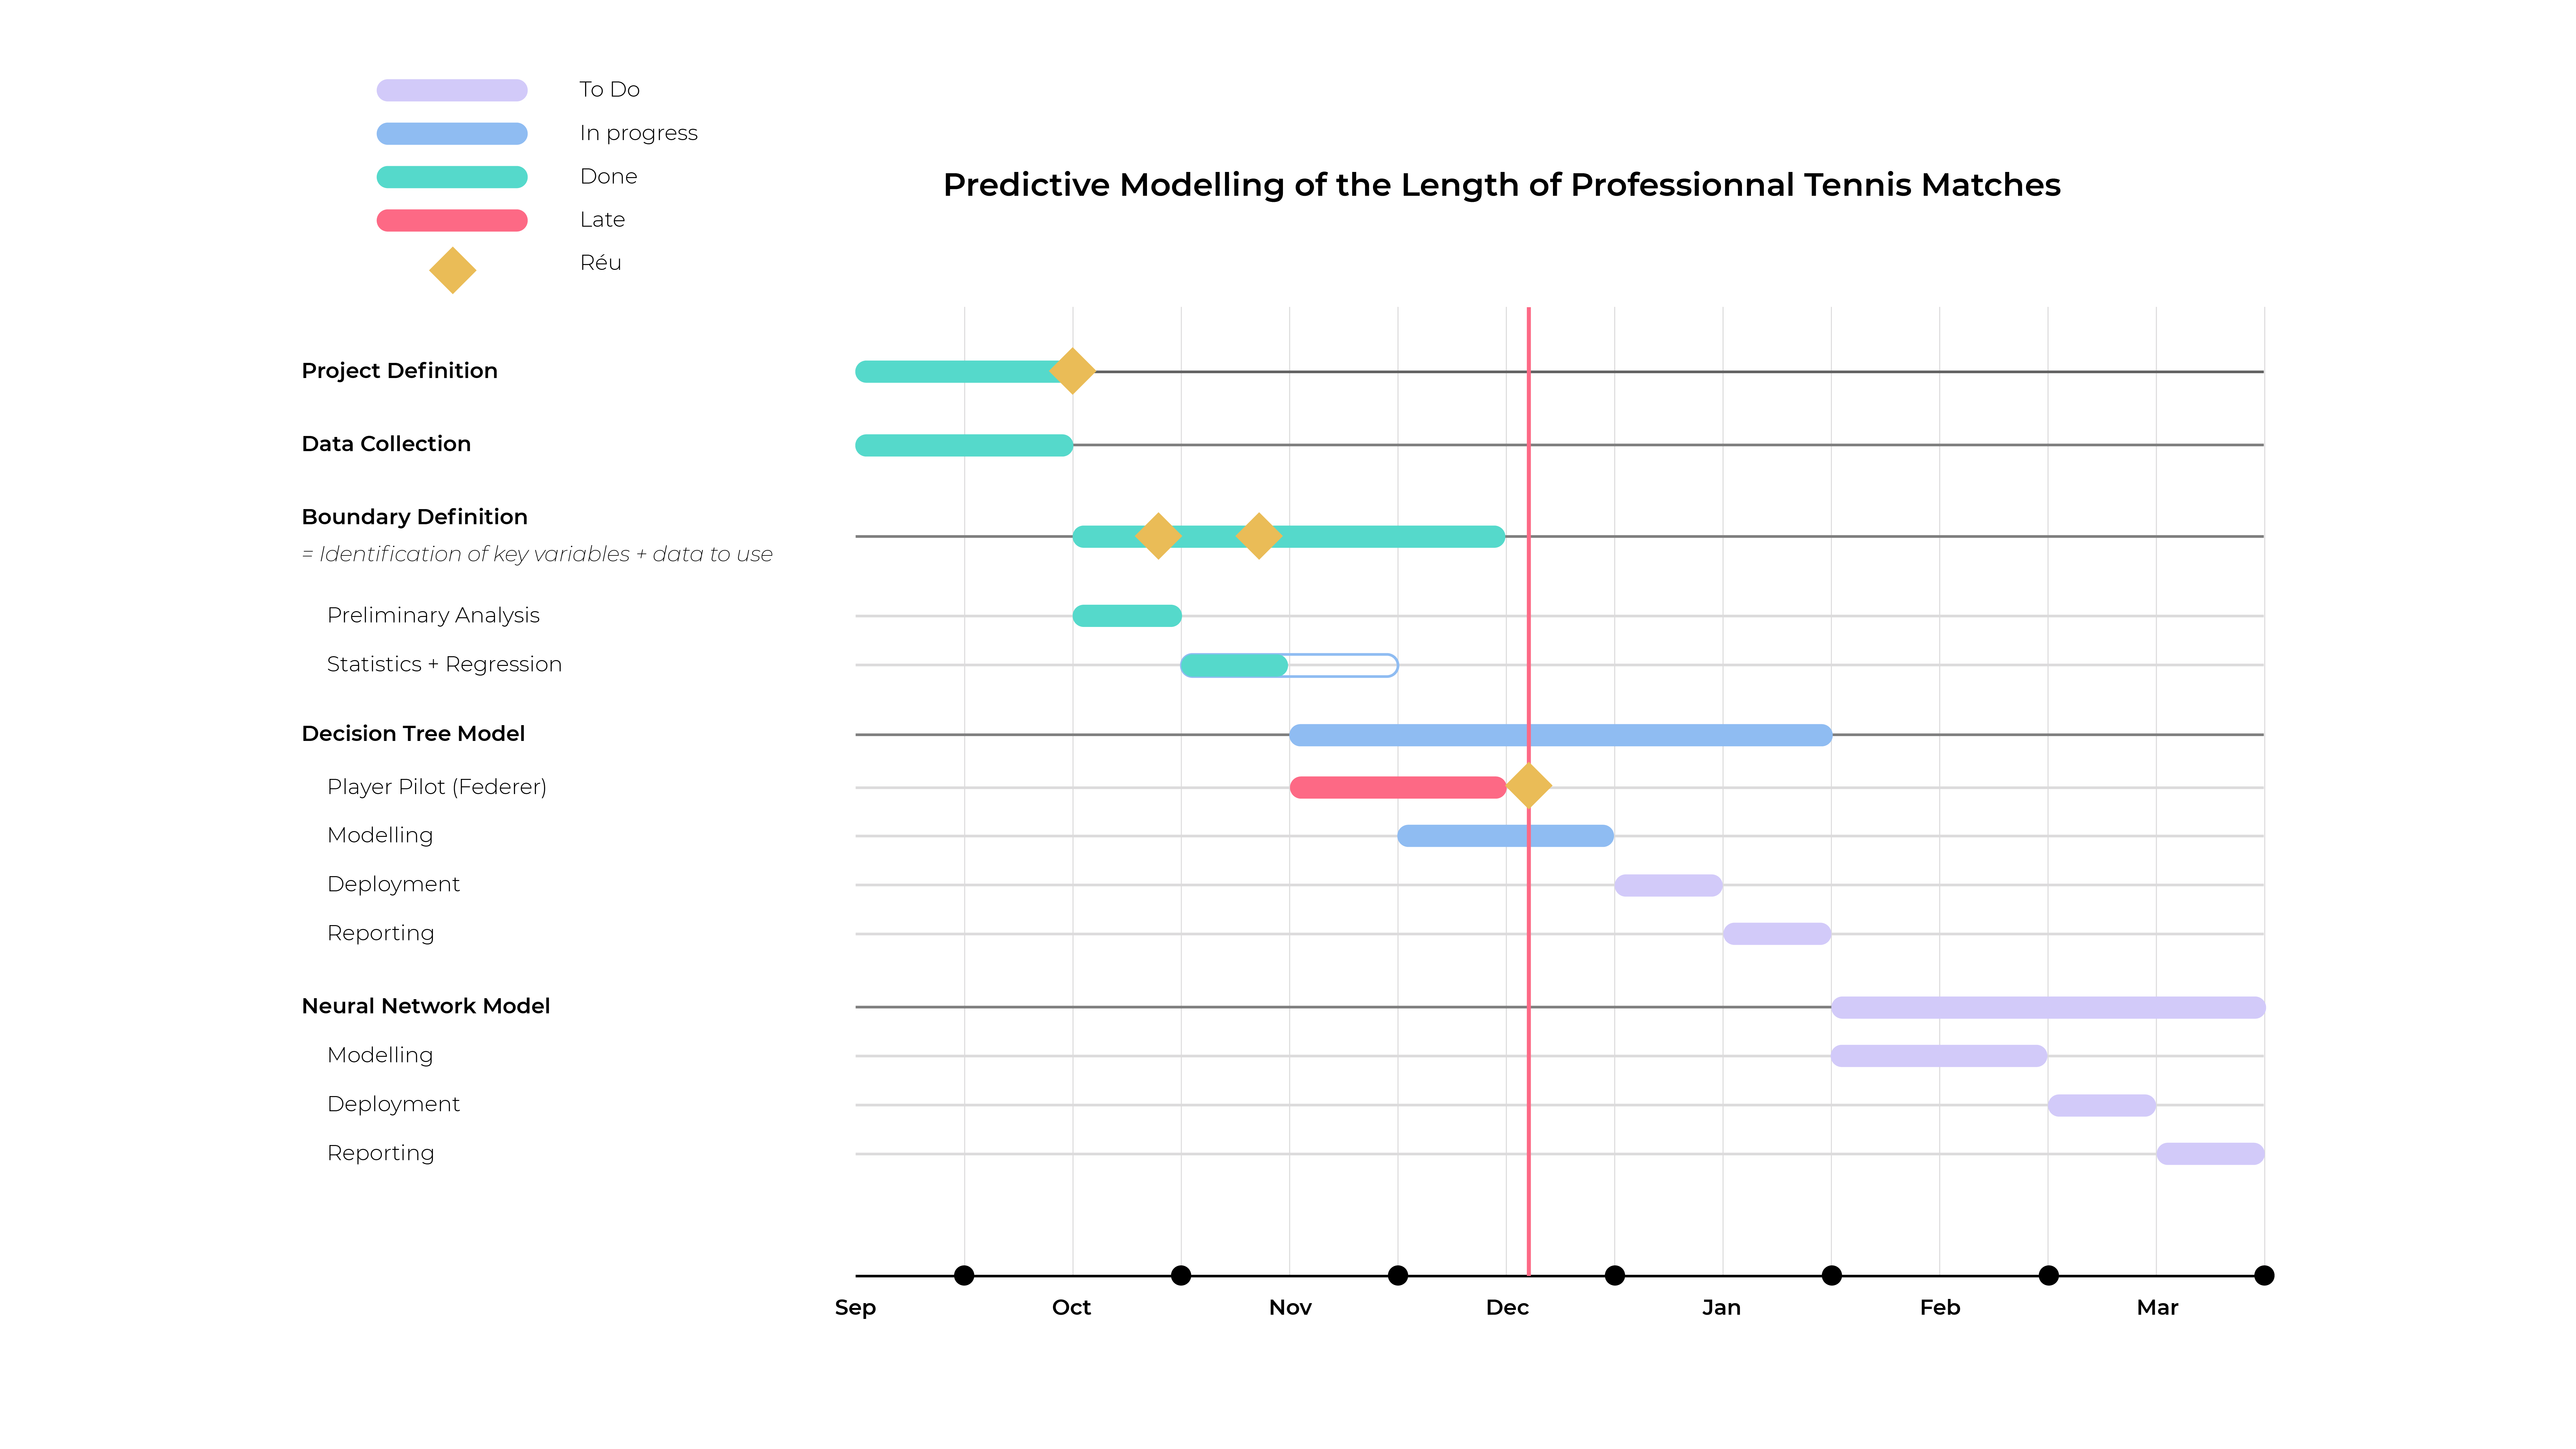 To Do
In progress
Done
Late
Réu
Predictive Modelling of the Length of Professionnal Tennis Matches
Project Definition
Data Collection
Boundary Definition
= Identification of key variables + data to use
Preliminary Analysis
Statistics + Regression
Decision Tree Model
Player Pilot (Federer)
Modelling
Deployment
Reporting
Neural Network Model
Modelling
Deployment
Reporting
Sep Oct Nov Dec Jan Feb Mar